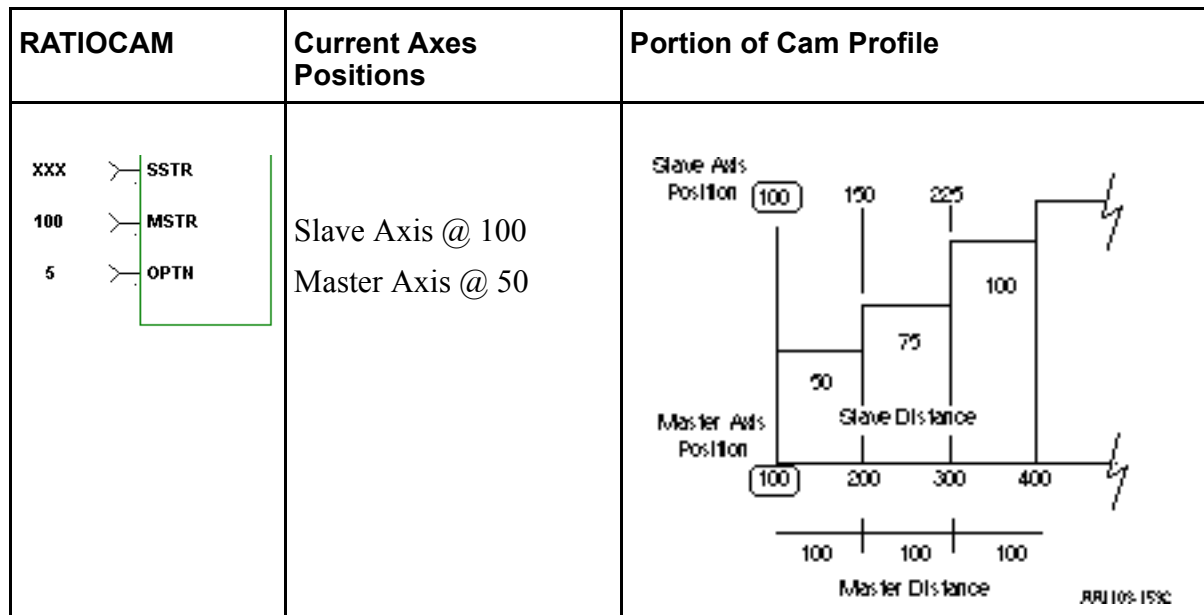 RATIOCAM
Current Axes
Positions
Portion of Cam Profile
XXX
SSTR
100
MSTR
5
OPTN
Slave Axis @ 100
Master Axis @ 50
Slave Axis
Position
100
150
225
50
75
100
Slave Distance
Master Axis
Position
100
200
300
400
100
100
100
Master Distance